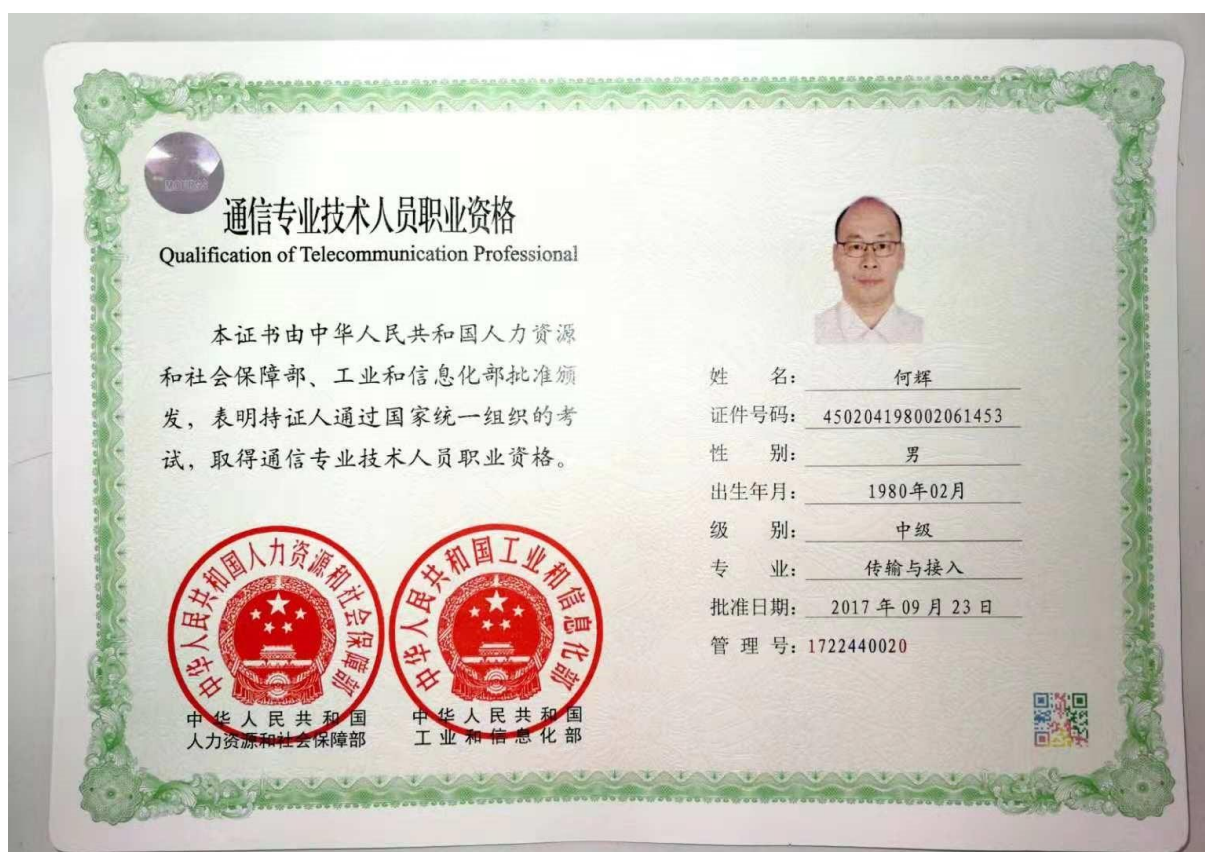 通信专业技术人员职业资格
Qualification of Telecommunication Professional
本证书由中华人民共和国人力资源
和社会保障部、工业和信息化部批准颁
发，表明持证人通过国家统一组织的考
试，取得通信专业技术人员职业资格。
中华人民共和国人力资源和社会保障部
中华人民共和国工业和信息化部
中华人民共和国
人力资源和社会保障部
中华人民共和国
工业和信息化部
姓 名：何辉
证件号码：450204198002061453
性 别：男
出生年月：1980年02月
级 别：中级
专 业：传输与接入
批准日期：2017年09月23日
管 理 号：1722440020